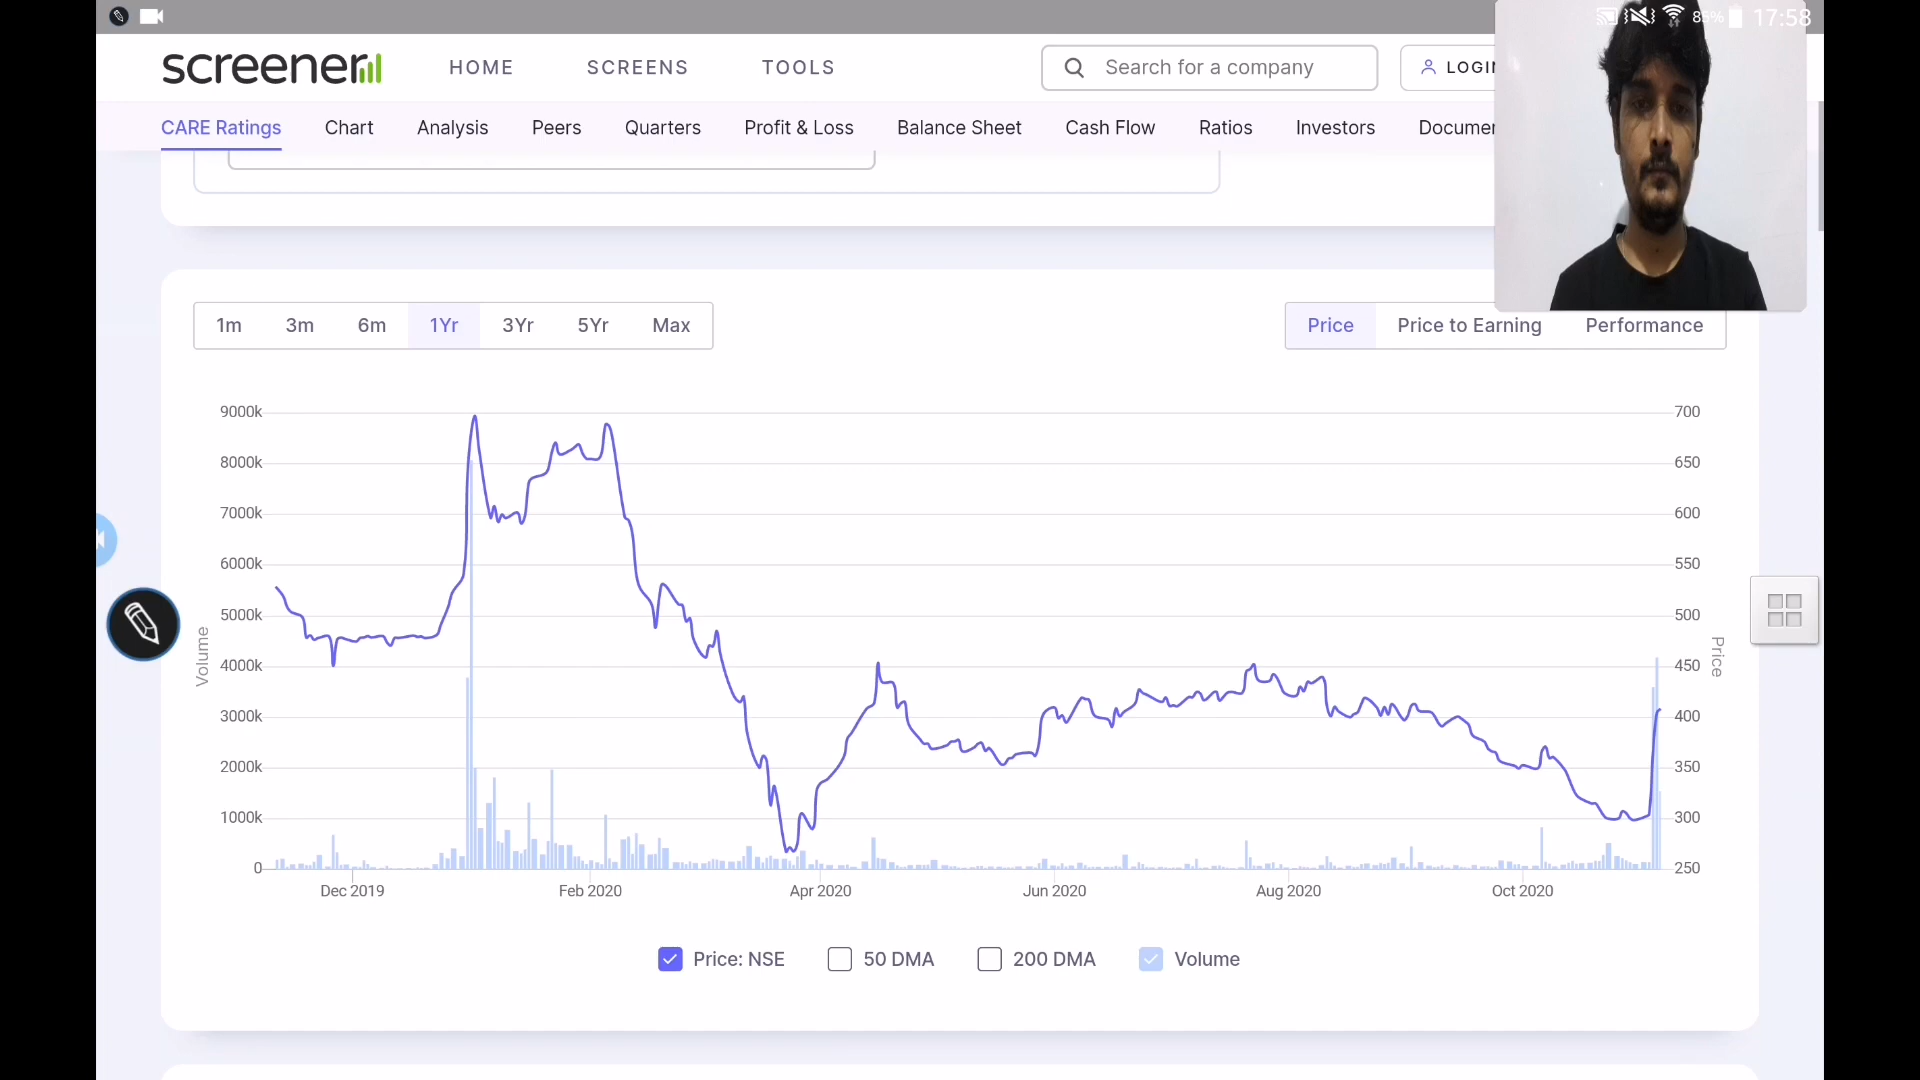 85% 17:58
screener HOME SCREENS TOOLS Search for a company LOGI
CARE Ratings Chart Analysis Peers Quarters Profit & Loss Balance Sheet Cash Flow Ratios Investors Documen
1m 3m 6m 1Yr 3Yr 5Yr Max Price Price to Earning Performance
9000k 700
8000k 650
7000k 600
6000k 550
5000k 500
Volume Price
4000k 450
3000k 400
2000k 350
1000k 300
0 250
Dec 2019 Feb 2020 Apr 2020 Jun 2020 Aug 2020 Oct 2020
Price: NSE 50 DMA 200 DMA Volume